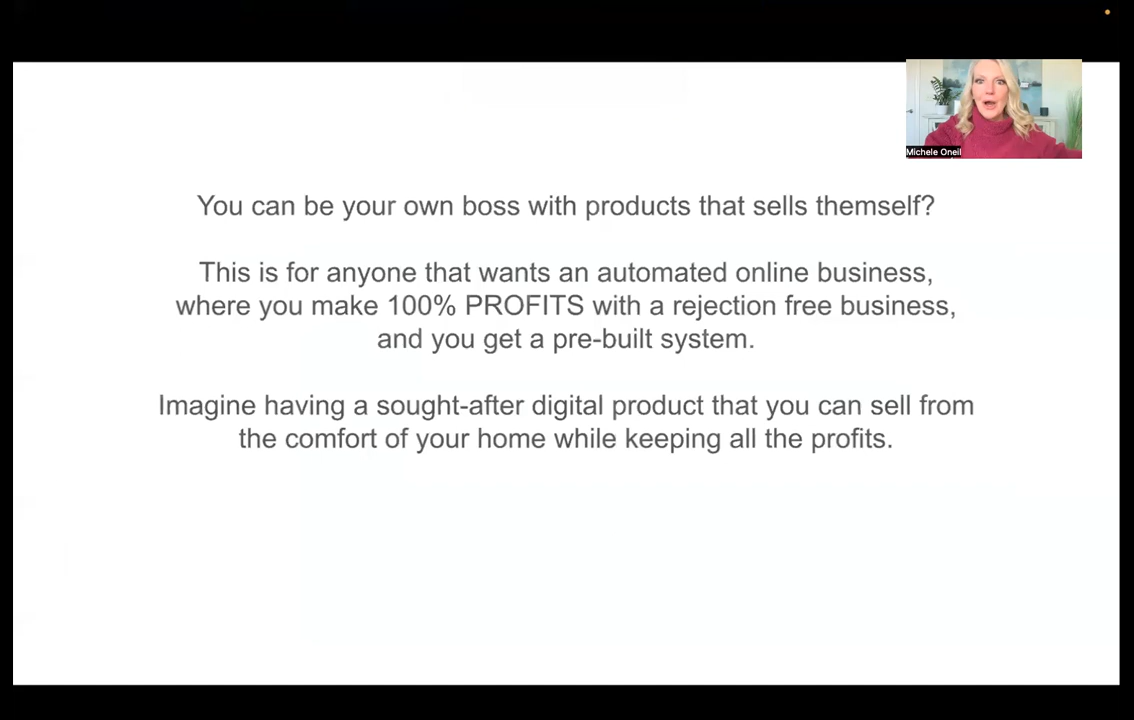 Michele Oneil
You can be your own boss with products that sells themself?
This is for anyone that wants an automated online business,
where you make 100% PROFITS with a rejection free business,
and you get a pre-built system.
Imagine having a sought-after digital product that you can sell from
the comfort of your home while keeping all the profits.